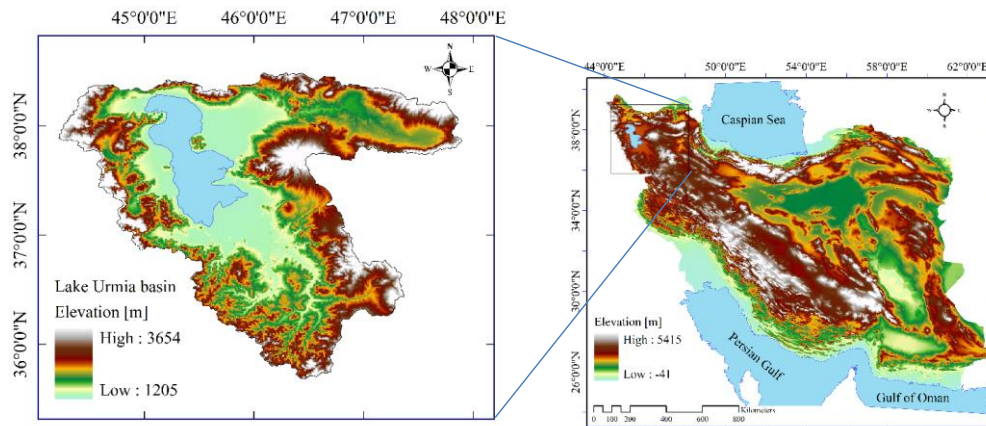 45°0'0"E 46°0'0"E 47°0'0"E 48°0'0"E
38°0'0"N
37°0'0"N
36°0'0"N
N
W E
S
Lake Urmia basin
Elevation [m]
High : 3654
Low : 1205
44°0'0"E 50°0'0"E 54°0'0"E 58°0'0"E 62°0'0"E
38°0'0"N
34°0'0"N
30°0'0"N
26°0'0"N
Caspian Sea
Persian Gulf
Gulf of Oman
Elevation [m]
High : 5415
Low : -41
0 100 200 400 600 800
Kilometers